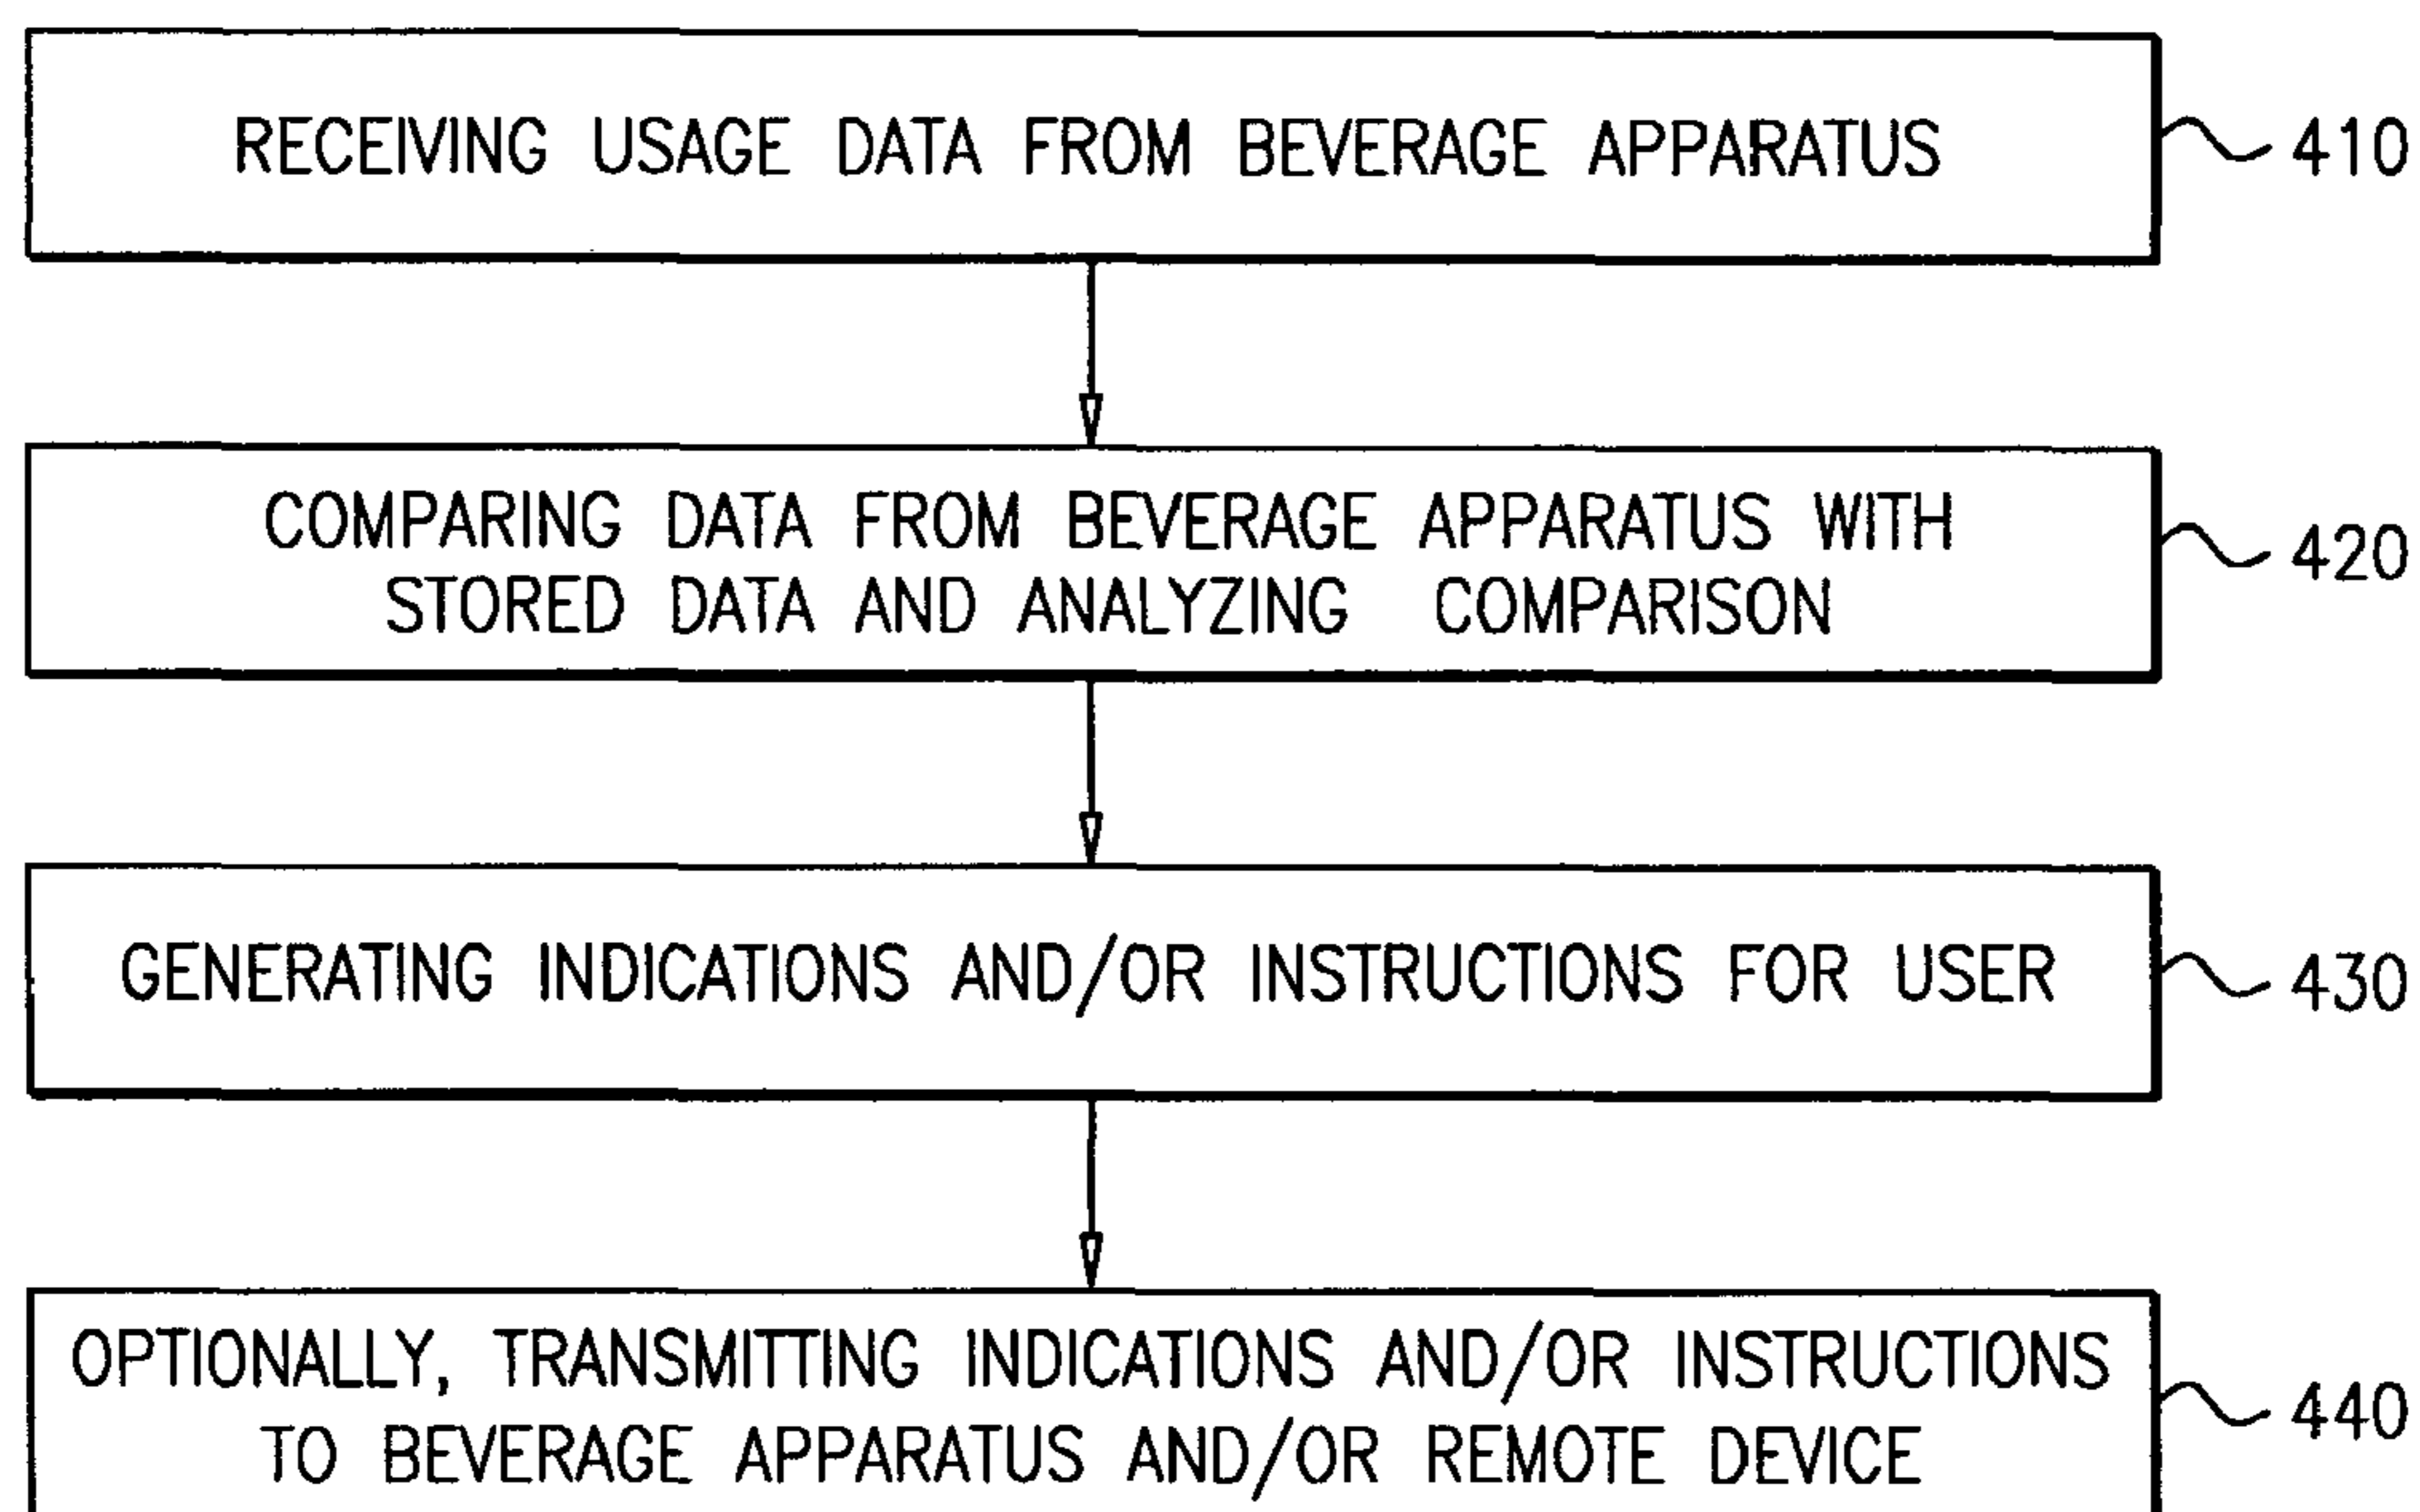 RECEIVING USAGE DATA FROM BEVERAGE APPARATUS
410
COMPARING DATA FROM BEVERAGE APPARATUS WITH
STORED DATA AND ANALYZING COMPARISON
420
GENERATING INDICATIONS AND/OR INSTRUCTIONS FOR USER
430
OPTIONALLY, TRANSMITTING INDICATIONS AND/OR INSTRUCTIONS
TO BEVERAGE APPARATUS AND/OR REMOTE DEVICE
440